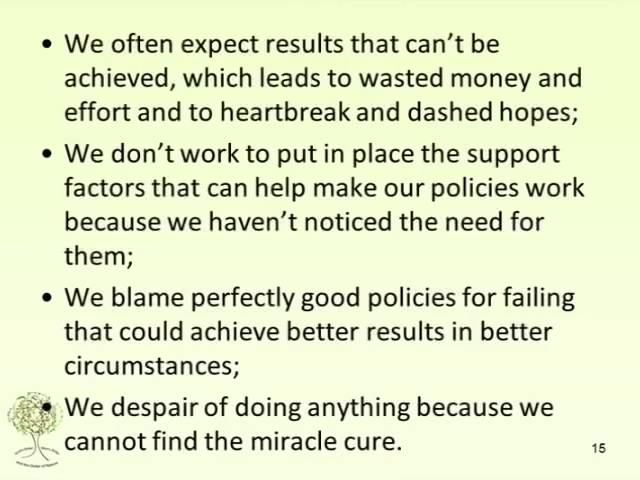 • We often expect results that can't be
achieved, which leads to wasted money and
effort and to heartbreak and dashed hopes;
• We don't work to put in place the support
factors that can help make our policies work
because we haven't noticed the need for
them;
• We blame perfectly good policies for failing
that could achieve better results in better
circumstances;
• We despair of doing anything because we
cannot find the miracle cure.
15